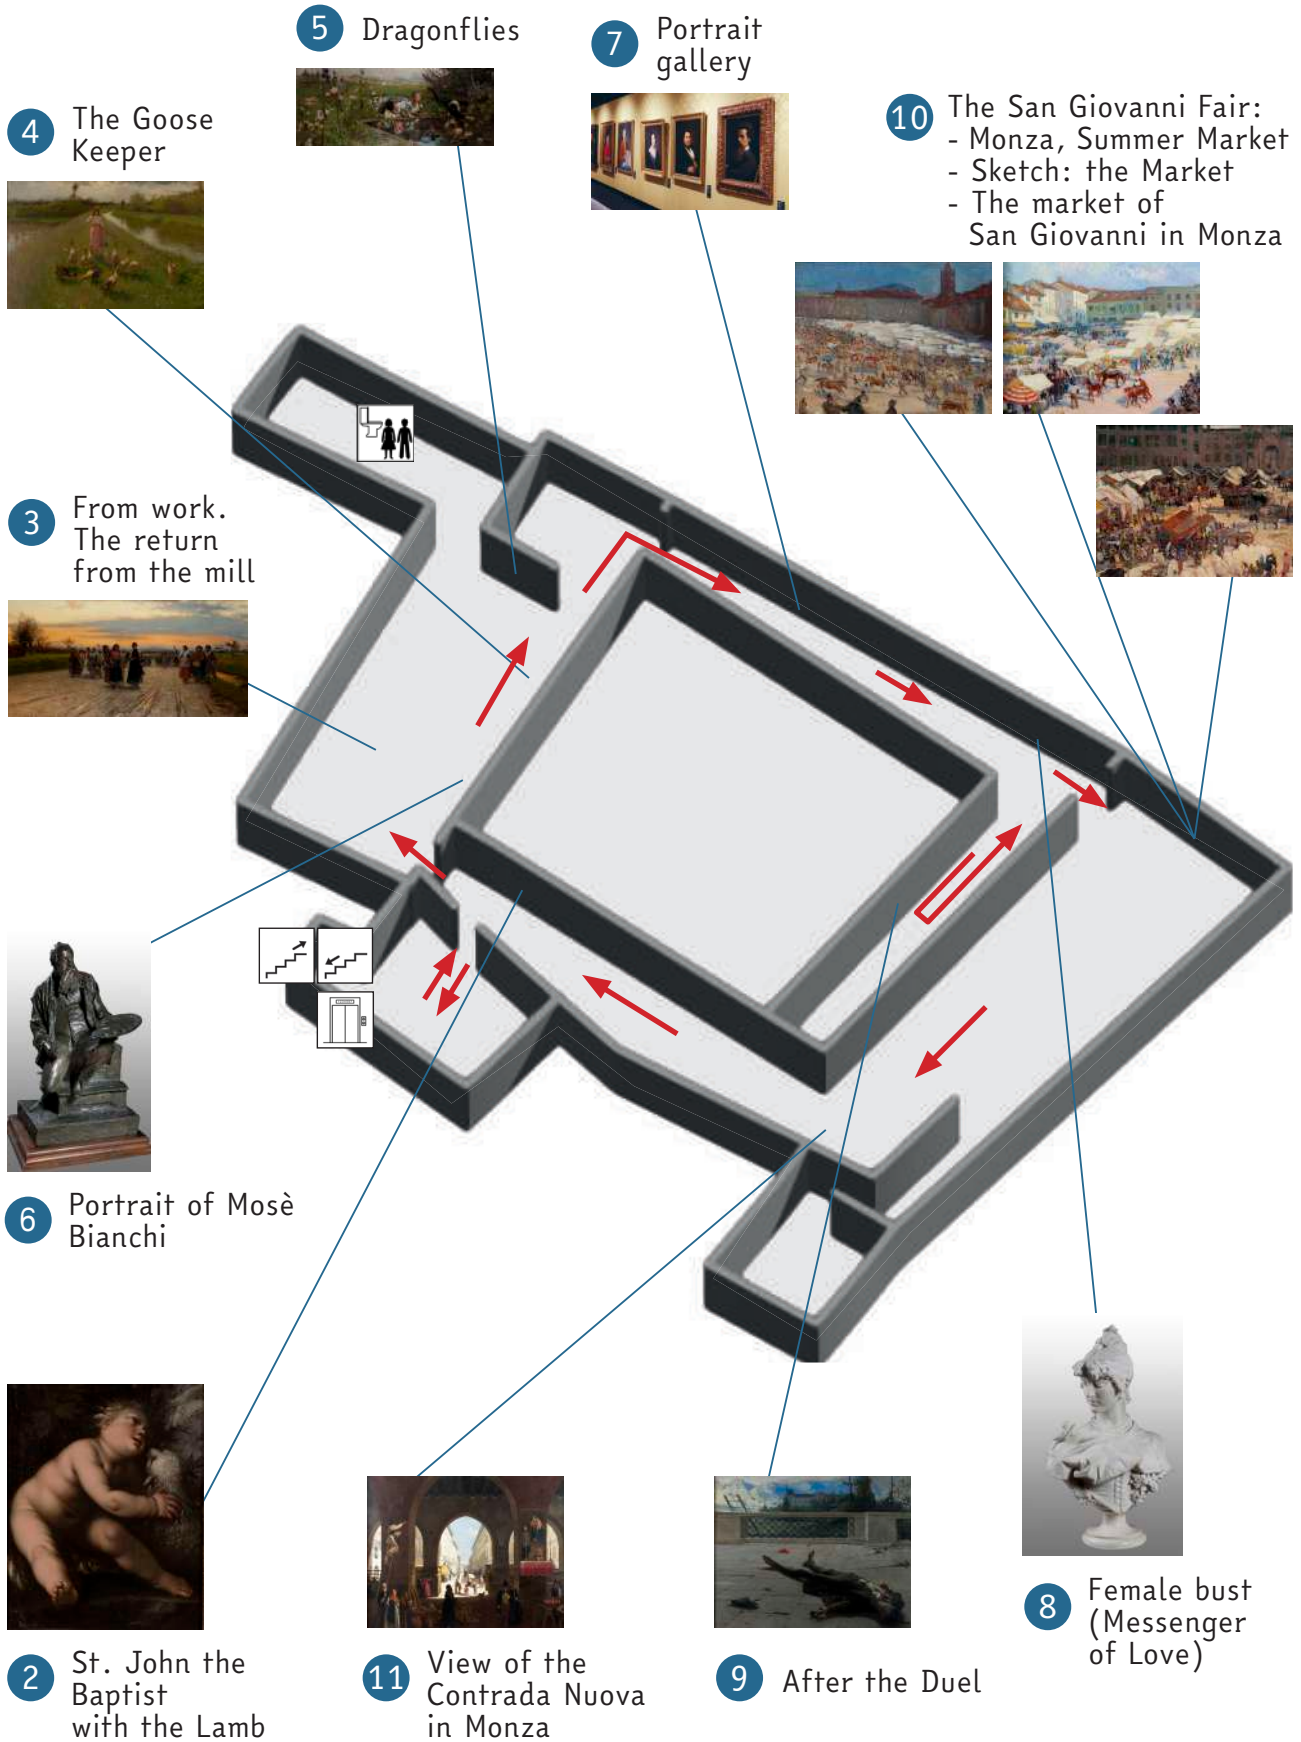 5
Dragonflies
7
Portrait
gallery
4
The Goose
Keeper
10
The San Giovanni Fair:
- Monza, Summer Market
- Sketch: the Market
- The market of
San Giovanni in Monza
3
From work.
The return
from the mill
6
Portrait of Mosè
Bianchi
8
Female bust
(Messenger
of Love)
2
St. John the
Baptist
with the Lamb
11
View of the
Contrada Nuova
in Monza
9
After the Duel